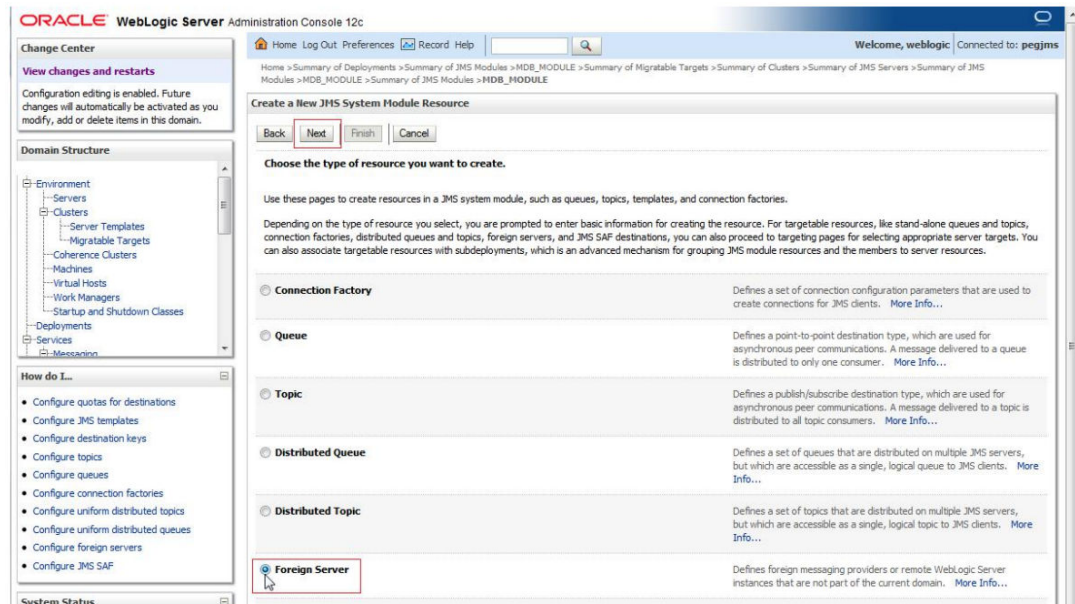 ORACLE WebLogic Server Administration Console 12c
Change Center
View changes and restarts
Configuration editing is enabled. Future
changes will automatically be activated as you
modify, add or delete items in this domain.
Domain Structure
Environment
Servers
Clusters
Server Templates
Migratable Targets
Coherence Clusters
Machines
Virtual Hosts
Work Managers
Startup and Shutdown Classes
Deployments
Services
Messaging
How do I...
Configure quotas for destinations
Configure JMS templates
Configure destination keys
Configure topics
Configure queues
Configure connection factories
Configure uniform distributed topics
Configure uniform distributed queues
Configure foreign servers
Configure JMS SAF
System Status
Home Log Out Preferences Record Help
Welcome, weblogic Connected to: pegjms
Home >Summary of Deployments >Summary of JMS Modules >MDB_MODULE >Summary of Migratable Targets >Summary of Clusters >Summary of JMS Servers >Summary of JMS
Modules >MDB_MODULE >Summary of JMS Modules >MDB_MODULE
Create a New JMS System Module Resource
Back Next Finish Cancel
Choose the type of resource you want to create.
Use these pages to create resources in a JMS system module, such as queues, topics, templates, and connection factories.
Depending on the type of resource you select, you are prompted to enter basic information for creating the resource. For targetable resources, like stand-alone queues and topics,
connection factories, distributed queues and topics, foreign servers, and JMS SAF destinations, you can also proceed to targeting pages for selecting appropriate server targets. You
can also associate targetable resources with subdeployments, which is an advanced mechanism for grouping JMS module resources and the members to server resources.
Connection Factory
Defines a set of connection configuration parameters that are used to
create connections for JMS clients. More Info...
Queue
Defines a point-to-point destination type, which are used for
asynchronous peer communications. A message delivered to a queue
is distributed to only one consumer. More Info...
Topic
Defines a publish/subscribe destination type, which are used for
asynchronous peer communications. A message delivered to a topic is
distributed to all topic consumers. More Info...
Distributed Queue
Defines a set of queues that are distributed on multiple JMS servers,
but which are accessible as a single, logical queue to JMS clients. More
Info...
Distributed Topic
Defines a set of topics that are distributed on multiple JMS servers,
but which are accessible as a single, logical topic to JMS clients. More
Info...
Foreign Server
Defines foreign messaging providers or remote WebLogic Server
instances that are not part of the current domain. More Info...